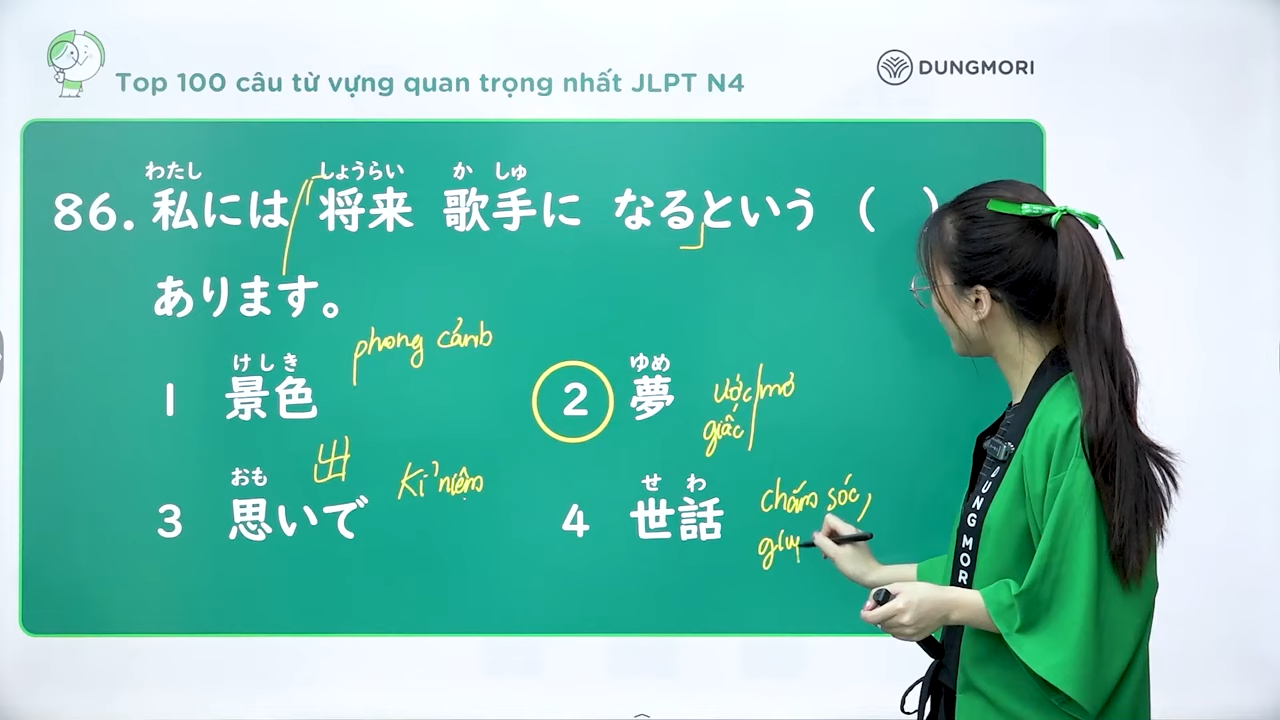 Top 100 câu từ vựng quan trọng nhất JLPT N4
DUNGMORI
わたし しょうらい か しゅ
86. 私には 将来 歌手に なるという ( )
あります。
phong cảnh
けしき
1 景色
ゆめ
2 夢
ước/mơ
giấc
おも
3 思いで
出
Kỉ niệm
せ わ
4 世話
chăm sóc,
DUNG MOR